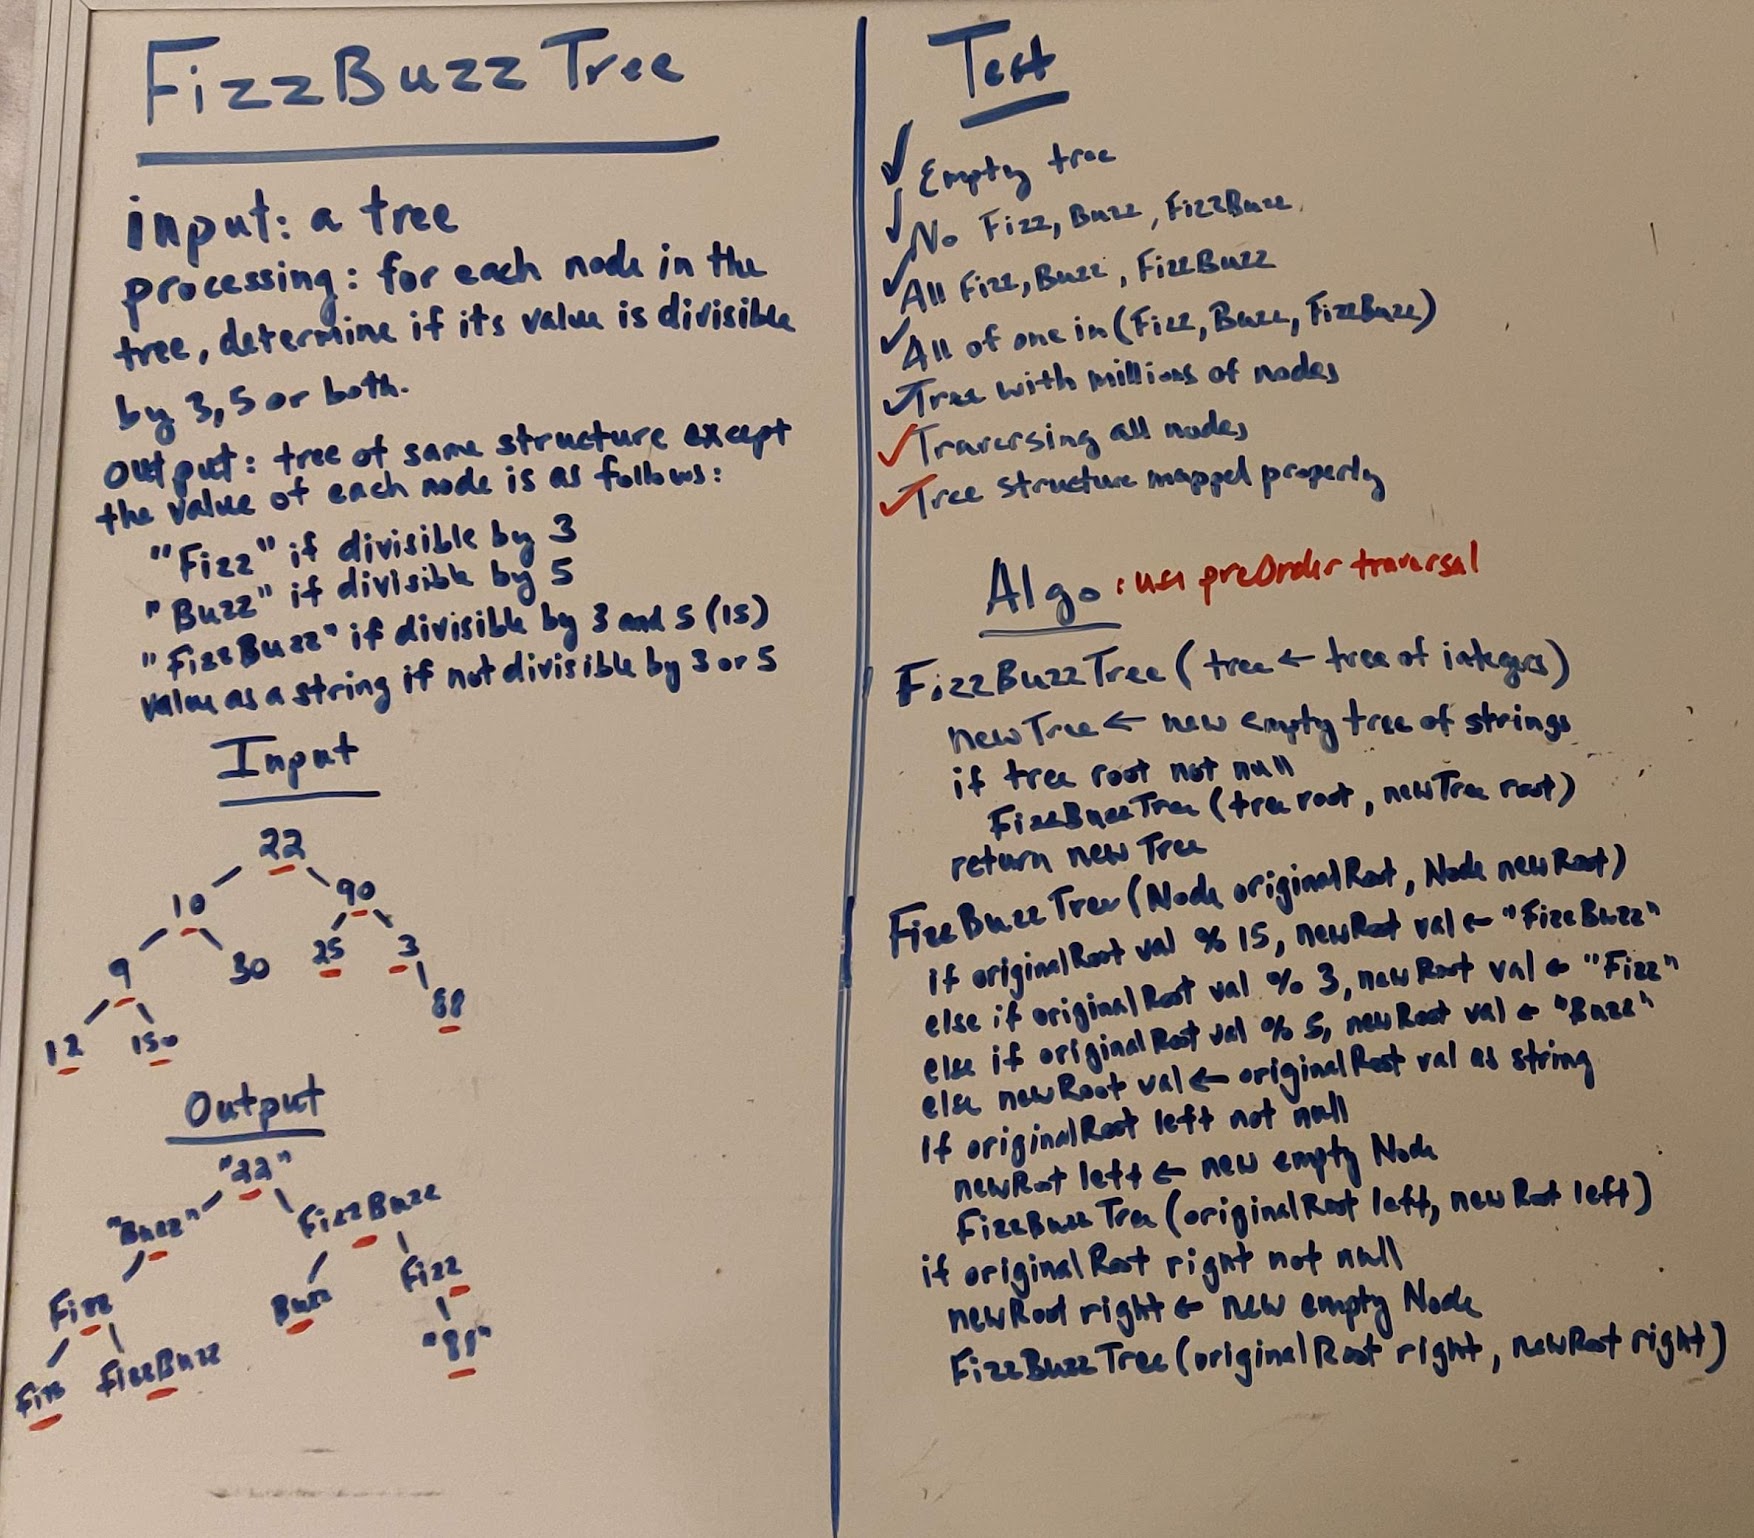 FizzBuzzTree
input: a tree
processing: for each node in the
tree, determine if its value is divisible
by 3, 5 or both.
output: tree of same structure except
the value of each node is as follows:
"Fizz" if divisible by 3
"Buzz" if divisible by 5
"FizzBuzz" if divisible by 3 and 5 (15)
value as a string if not divisible by 3 or 5
Input
22
10 90
9 30 25 3
12 150 88
Output
"22"
"Buzz" FizzBuzz
Fizz Buzz Fizz
Fizz FizzBuzz "88"
Test
✓ Empty tree
✓ No Fizz, Buzz, FizzBuzz
✓ All Fizz, Buzz, FizzBuzz
✓ All of one in (Fizz, Buzz, FizzBuzz)
✓ Tree with millions of nodes
✓ Traversing all nodes
✓ Tree structure mapped properly
Algo : use preOrder traversal
FizzBuzzTree (tree ← tree of integers)
newTree ← new empty tree of strings
if tree root not null
FizzBuzzTree (tree root, newTree root)
return newTree
FizzBuzzTree (Node originalRoot, Node newRoot)
if originalRoot val % 15, newRoot val ← "FizzBuzz"
else if originalRoot val % 3, newRoot val ← "Fizz"
else if originalRoot val % 5, newRoot val ← "Buzz"
else newRoot val ← originalRoot val as string
if originalRoot left not null
newRoot left ← new empty Node
FizzBuzzTree (originalRoot left, newRoot left)
if originalRoot right not null
newRoot right ← new empty Node
FizzBuzzTree (originalRoot right, newRoot right)